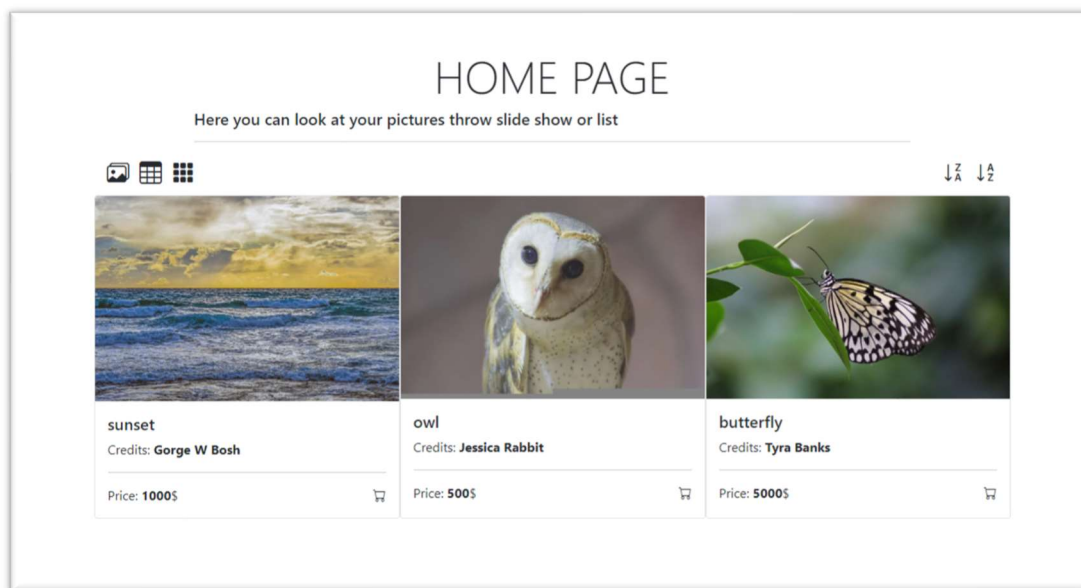 HOME PAGE
Here you can look at your pictures throw slide show or list
Z
A
A
Z
sunset
Credits: Gorge W Bosh
Price: 1000$
owl
Credits: Jessica Rabbit
Price: 500$
butterfly
Credits: Tyra Banks
Price: 5000$